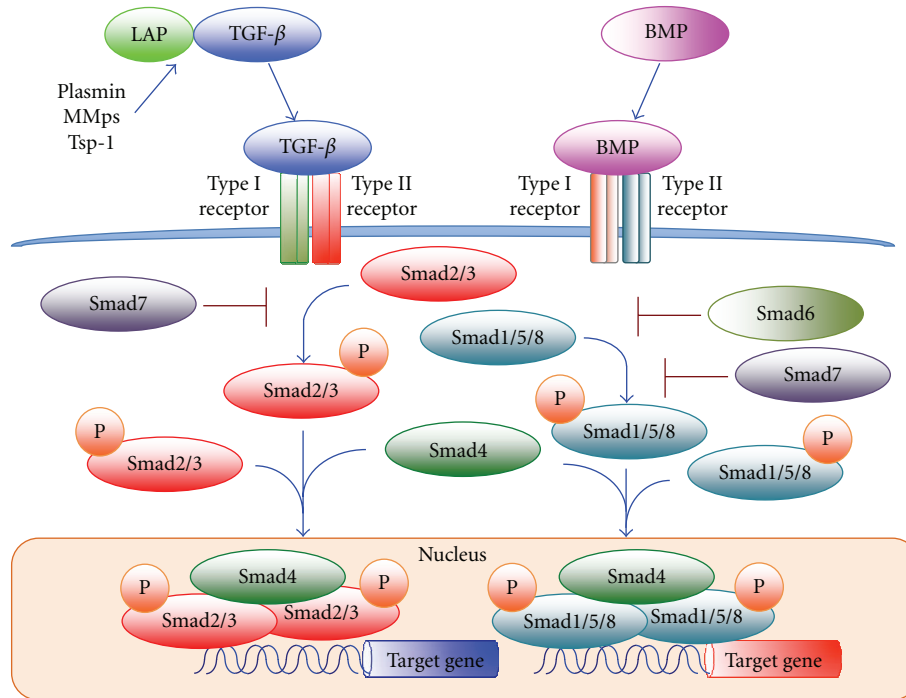 LAP
TGF-β
BMP
Plasmin
MMps
Tsp-1
TGF-β
BMP
Type I
receptor
Type II
receptor
Type I
receptor
Type II
receptor
Smad2/3
Smad7
Smad6
Smad1/5/8
P
Smad2/3
Smad7
P
Smad1/5/8
P
Smad2/3
Smad4
P
Smad1/5/8
Nucleus
P
Smad4
P
Smad2/3
Smad2/3
P
Smad4
P
Smad1/5/8
Smad1/5/8
Target gene
Target gene